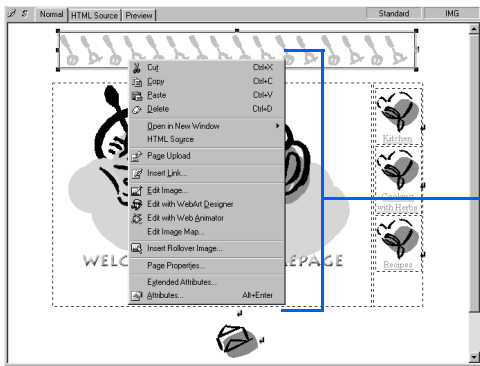 Normal HTML Source Preview Standard IMG
Cut Ctrl+X
Copy Ctrl+C
Paste Ctrl+V
Delete Ctrl+D
Open in New Window
HTML Source
Page Upload
Insert Link...
Edit Image...
Edit with WebArt Designer
Edit with Web Animator
Edit Image Map...
Insert Rollover Image...
Page Properties...
Extended Attributes...
Attributes... Alt+Enter
Kitchen
Cooking
with Herbs
Recipes
WELC EPAGE